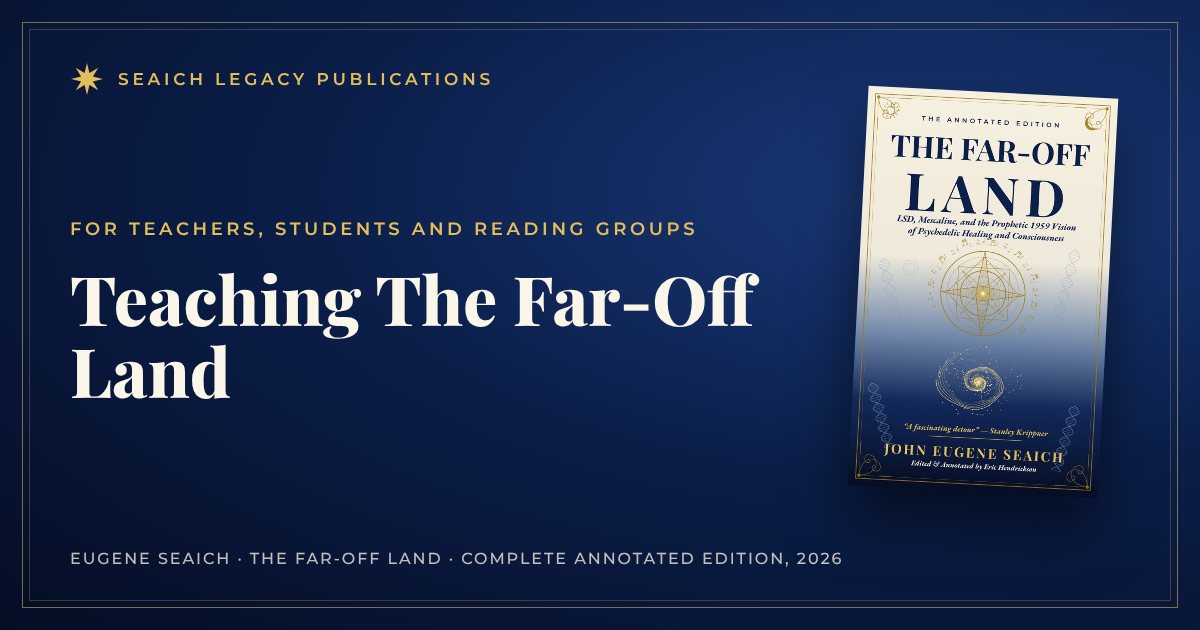 SEAICH LEGACY PUBLICATIONS
FOR TEACHERS, STUDENTS AND READING GROUPS
Teaching The Far-Off
Land
EUGENE SEAICH · THE FAR-OFF LAND · COMPLETE ANNOTATED EDITION, 2026
THE ANNOTATED EDITION
THE FAR-OFF
LAND
LSD, Mescaline, and the Prophetic 1959 Vision
of Psychedelic Healing and Consciousness
"A fascinating detour" — Stanley Krippner
JOHN EUGENE SEAICH
Edited & Annotated by Eric Hendrickson